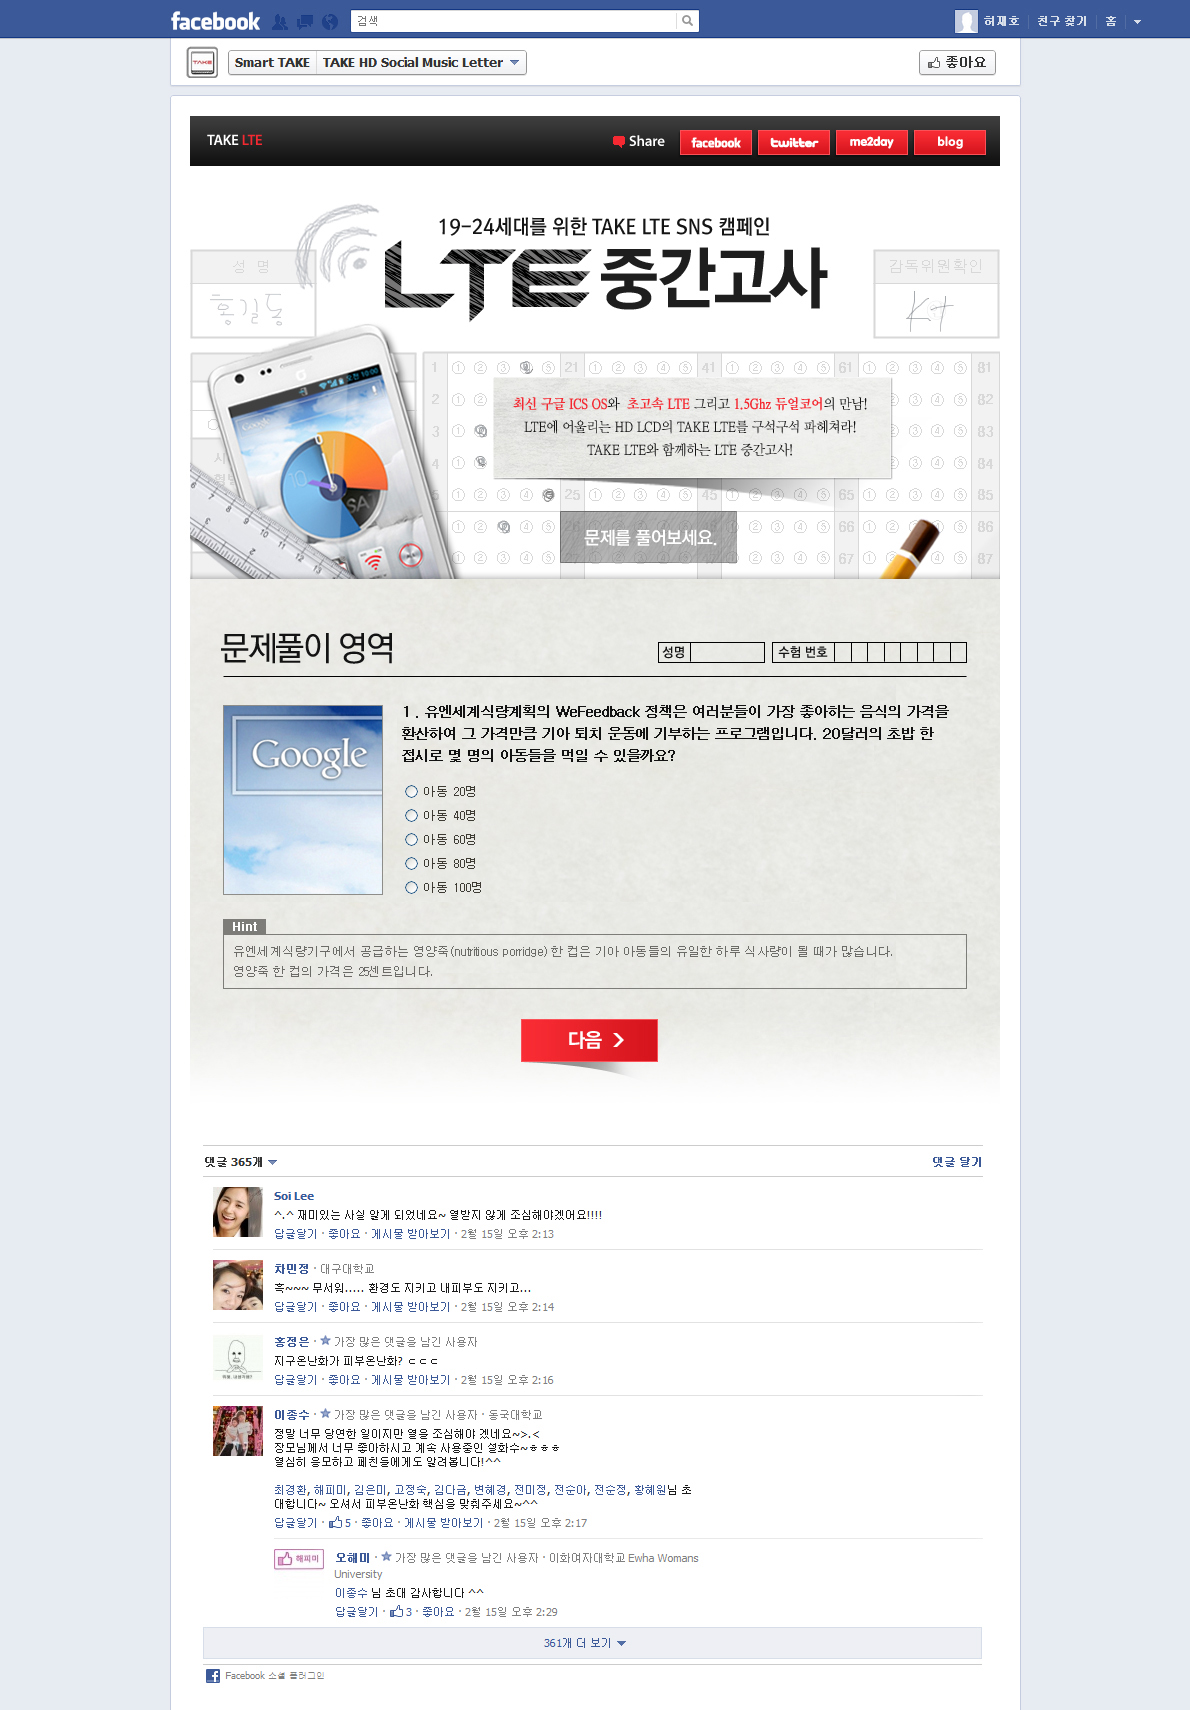 facebook
검색
허재호
친구 찾기
홈
TAKE
Smart TAKE
TAKE HD Social Music Letter
좋아요
TAKE LTE
Share
facebook
twitter
me2day
blog
19-24세대를 위한 TAKE LTE SNS 캠페인
LTE 중간고사
성 명
홍길동
감독위원확인
최신 구글 ICS OS와 초고속 LTE 그리고 1.5Ghz 듀얼코어의 만남!
LTE에 어울리는 HD LCD의 TAKE LTE를 구석구석 파헤쳐라!
TAKE LTE와 함께하는 LTE 중간고사!
문제를 풀어보세요.
문제풀이 영역
성명
수험 번호
Google
1 . 유엔세계식량계획의 WeFeedback 정책은 여러분들이 가장 좋아하는 음식의 가격을
환산하여 그 가격만큼 기아 퇴치 운동에 기부하는 프로그램입니다. 20달러의 초밥 한
접시로 몇 명의 아동들을 먹일 수 있을까요?
아동 20명
아동 40명
아동 60명
아동 80명
아동 100명
Hint
유엔세계식량기구에서 공급하는 영양죽(nutritious porridge) 한 컵은 기아 아동들의 유일한 하루 식사량이 될 때가 많습니다.
영양죽 한 컵의 가격은 25센트입니다.
다음 >
댓글 365개
댓글 달기
Soi Lee
^.^ 재미있는 사실 알게 되었네요~ 열받지 않게 조심해야겠어요!!!!
답글달기 · 좋아요 · 게시물 받아보기 · 2월 15일 오후 2:13
차민정 · 대구대학교
흑~~~ 무서워..... 환경도 지키고 내피부도 지키고...
답글달기 · 좋아요 · 게시물 받아보기 · 2월 15일 오후 2:14
홍정은 · 가장 많은 댓글을 남긴 사용자
지구온난화가 피부온난화? ㄷㄷㄷ
답글달기 · 좋아요 · 게시물 받아보기 · 2월 15일 오후 2:16
이종수 · 가장 많은 댓글을 남긴 사용자 · 동국대학교
정말 너무 당연한 일이지만 열을 조심해야 겠네요~>.<
장모님께서 너무 좋아하시고 계속 사용중인 설화수~ㅎㅎㅎ
열심히 응모하고 페친들에게도 알려봅니다!^^
최경환, 해피미, 김은미, 고정숙, 김다금, 변혜경, 전미정, 전순아, 전순정, 황혜원님 초
대합니다~ 오셔서 피부온난화 핵심을 맞춰주세요~^^
답글달기 · 5 · 좋아요 · 게시물 받아보기 · 2월 15일 오후 2:17
해피미
오해미 · 가장 많은 댓글을 남긴 사용자 · 이화여자대학교 Ewha Womans
University
이종수 님 초대 감사합니다 ^^
답글달기 · 3 · 좋아요 · 2월 15일 오후 2:29
361개 더 보기
Facebook 소셜 플러그인